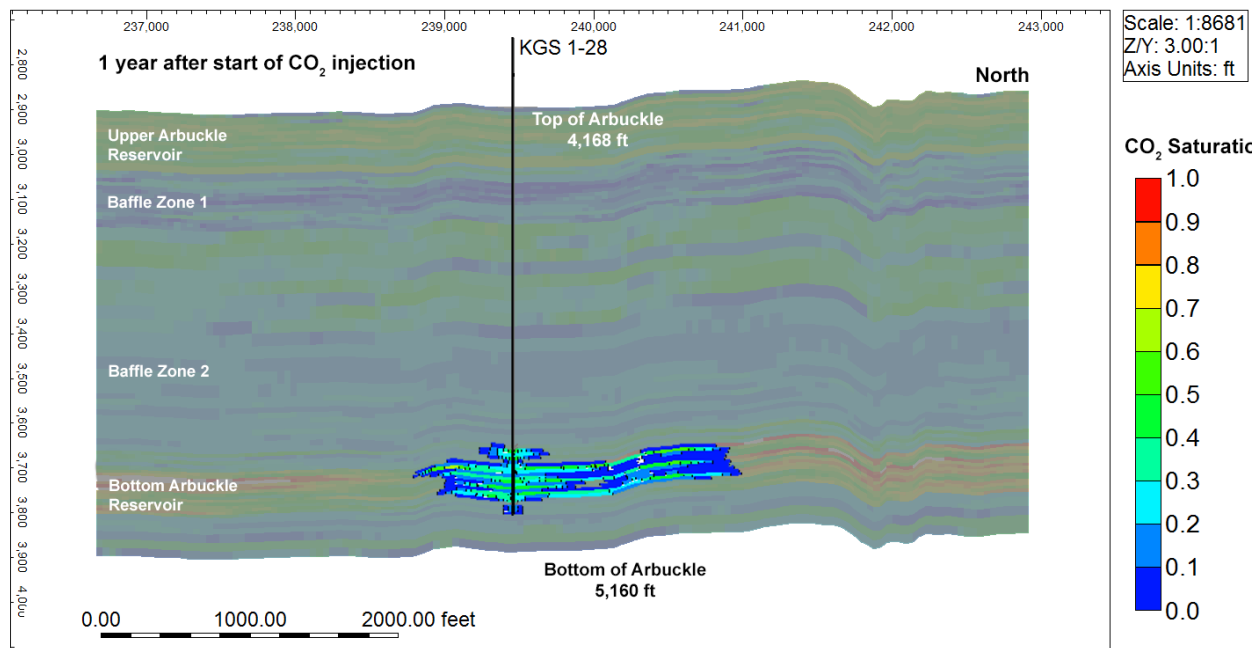 237,000 238,000 239,000 240,000 241,000 242,000 243,000
KGS 1-28
1 year after start of CO₂ injection
North
Scale: 1:8681
Z/Y: 3.00:1
Axis Units: ft
2,800
2,900
3,000
3,100
3,200
3,300
3,400
3,500
3,600
3,700
3,800
3,900
4,000
Top of Arbuckle
4,168 ft
Upper Arbuckle
Reservoir
Baffle Zone 1
Baffle Zone 2
Bottom Arbuckle
Reservoir
Bottom of Arbuckle
5,160 ft
0.00 1000.00 2000.00 feet
CO₂ Saturatio
1.0
0.9
0.8
0.7
0.6
0.5
0.4
0.3
0.2
0.1
0.0